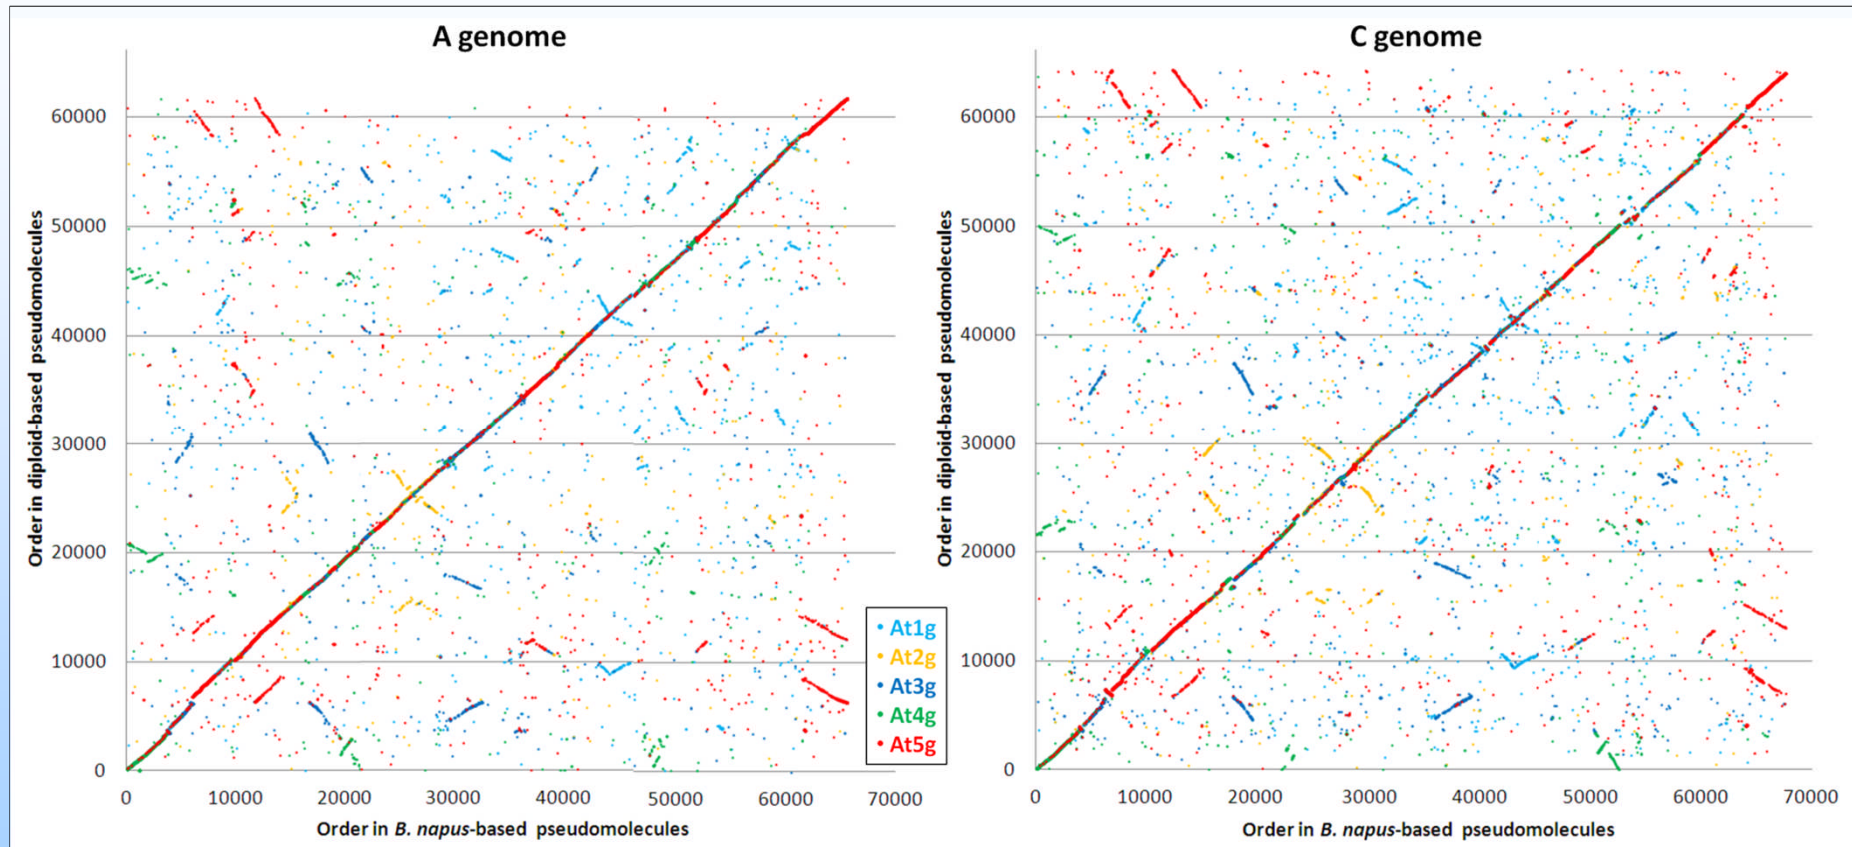 A genome
Order in diploid-based pseudomolecules
60000
50000
40000
30000
20000
10000
0
0 10000 20000 30000 40000 50000 60000 70000
Order in B. napus-based pseudomolecules
At1g
At2g
At3g
At4g
At5g
C genome
Order in diploid-based pseudomolecules
60000
50000
40000
30000
20000
10000
0
0 10000 20000 30000 40000 50000 60000 70000
Order in B. napus-based pseudomolecules